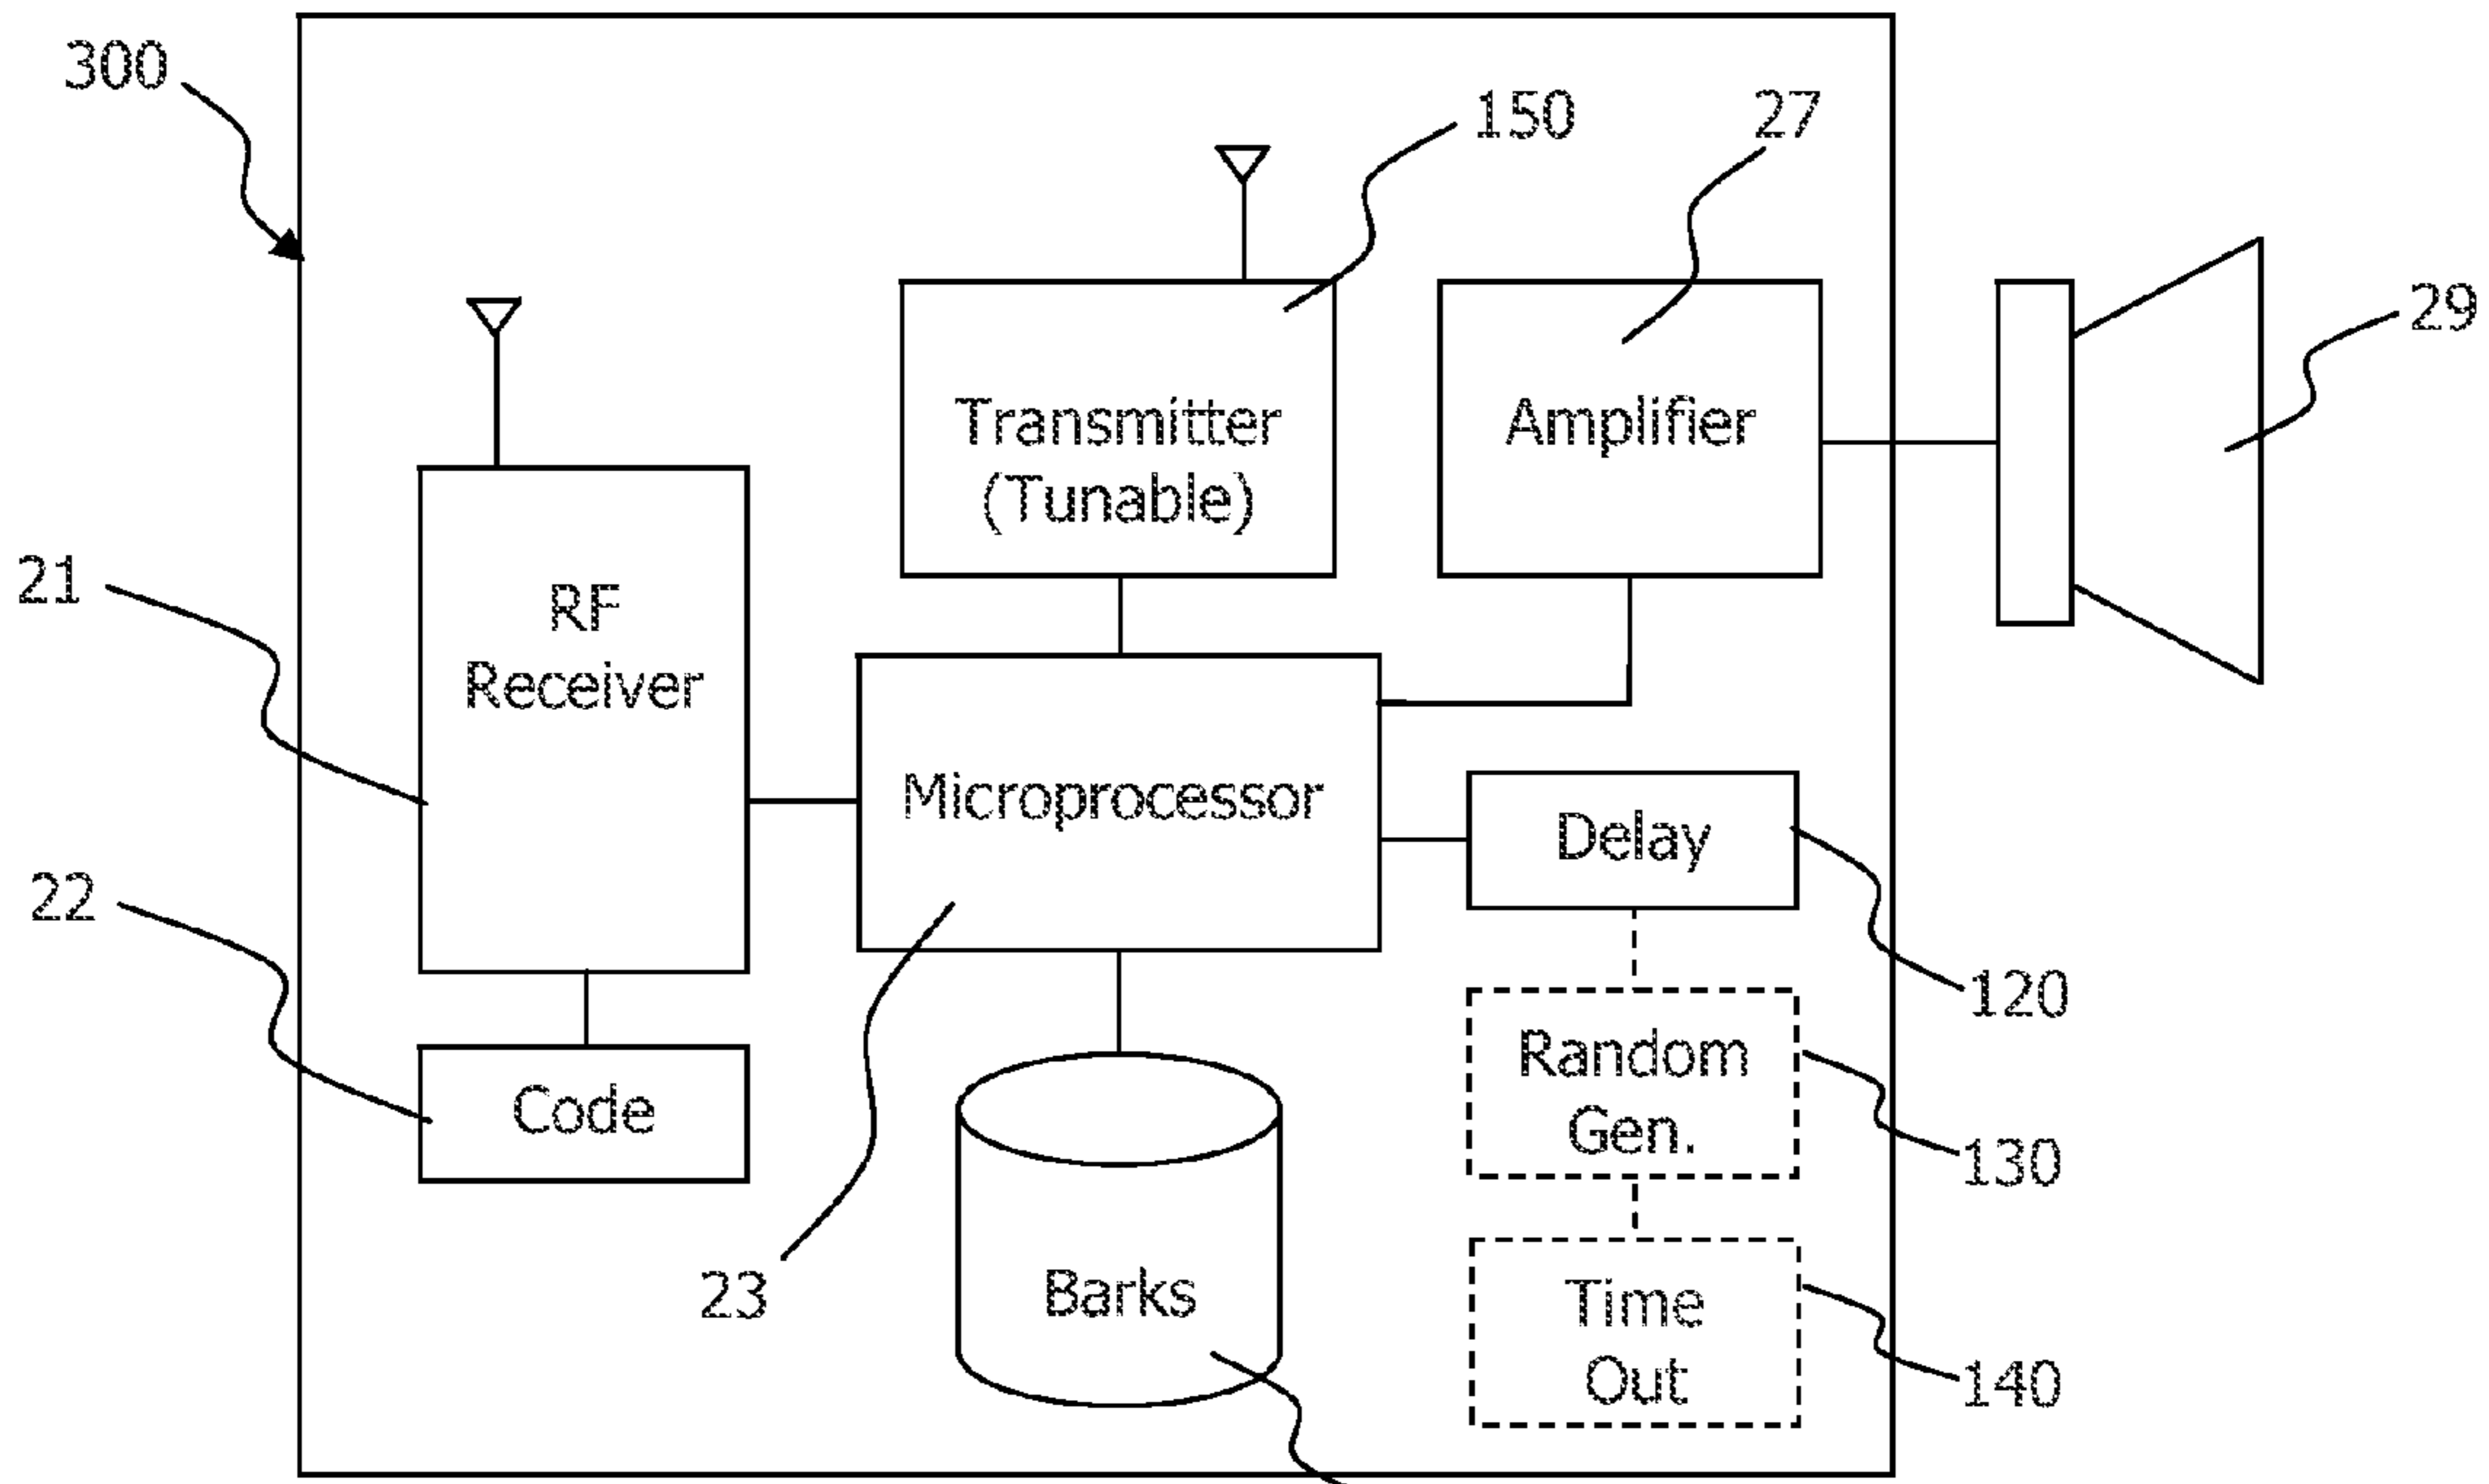 300
150
27
29
Transmitter
(Tunable)
Amplifier
21
RF
Receiver
Microprocessor
Delay
22
120
Random
Gen.
Code
130
23
Barks
Time
Out
140